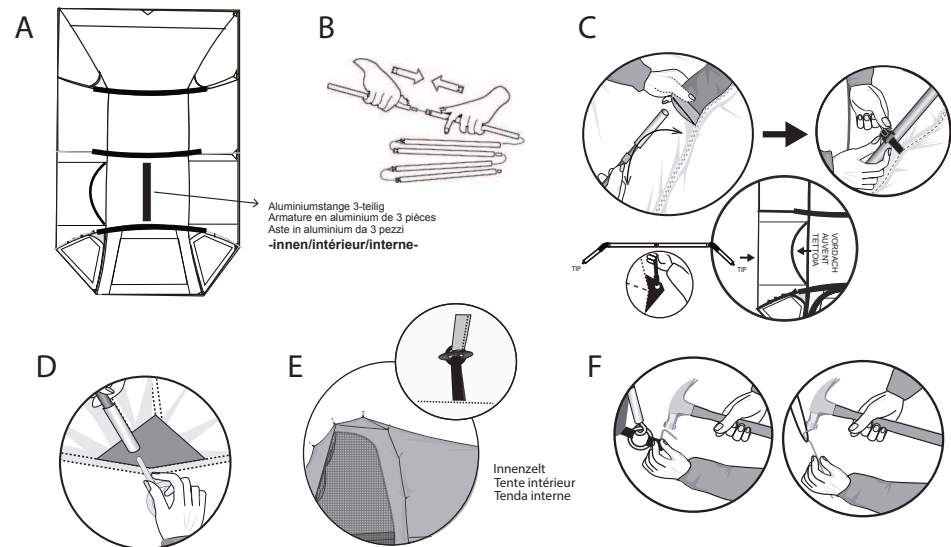 A
B
C
Aluminiumstange 3-teilig
Armature en aluminium de 3 pièces
Aste in aluminium da 3 pezzi
-innen/intérieur/interne-
TIP
TIP
VORDACH
AUVENT
TETTOIA
D
E
F
Innenzelt
Tente intérieur
Tenda interne